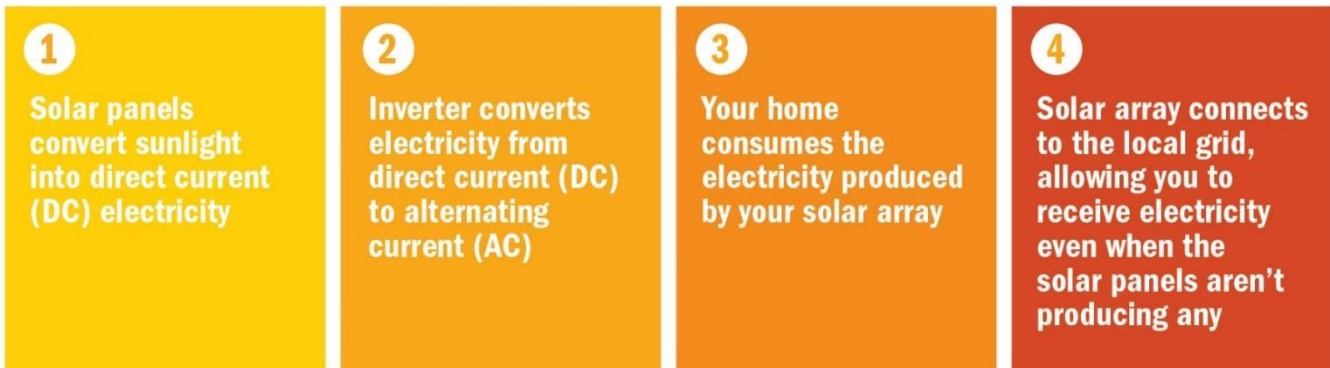 1
Solar panels
convert sunlight
into direct current
(DC) electricity
2
Inverter converts
electricity from
direct current (DC)
to alternating
current (AC)
3
Your home
consumes the
electricity produced
by your solar array
4
Solar array connects
to the local grid,
allowing you to
receive electricity
even when the
solar panels aren’t
producing any